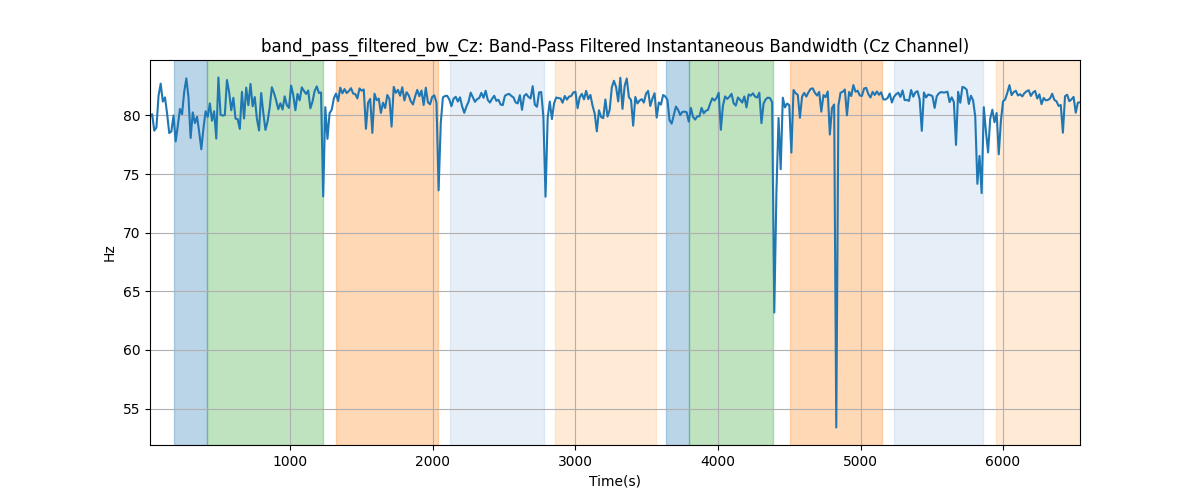 band_pass_filtered_bw_Cz: Band-Pass Filtered Instantaneous Bandwidth (Cz Channel)
80
75
70
65
60
55
Hz
1000 2000 3000 4000 5000 6000
Time(s)